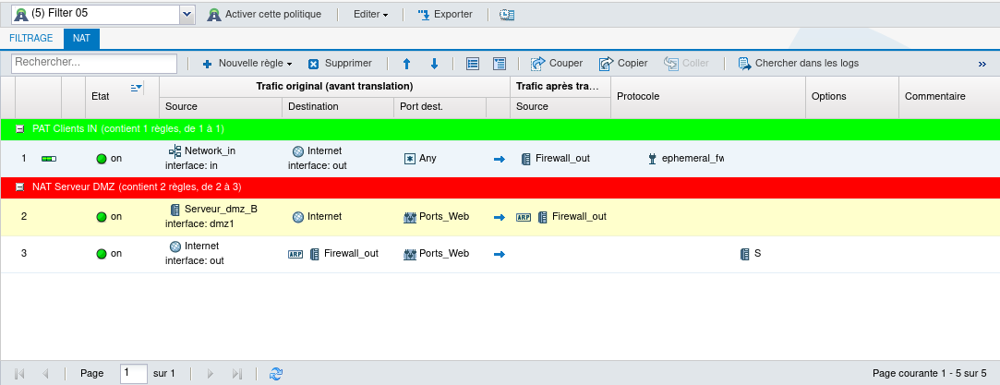 (5) Filter 05 Activer cette politique Editer Exporter
FILTRAGE NAT
Rechercher... Nouvelle règle Supprimer Couper Copier Coller Chercher dans les logs »
Trafic original (avant translation) Trafic après tra...
Etat Source Destination Port dest. Source Protocole Options Commentaire
PAT Clients IN (contient 1 règles, de 1 à 1)
1 on Network_in Internet Any Firewall_out ephemeral_fw
interface: in interface: out
NAT Serveur DMZ (contient 2 règles, de 2 à 3)
2 on Serveur_dmz_B Internet Ports_Web ARP Firewall_out
interface: dmz1
3 on Internet ARP Firewall_out Ports_Web S
interface: out
Page 1 sur 1 Page courante 1 - 5 sur 5